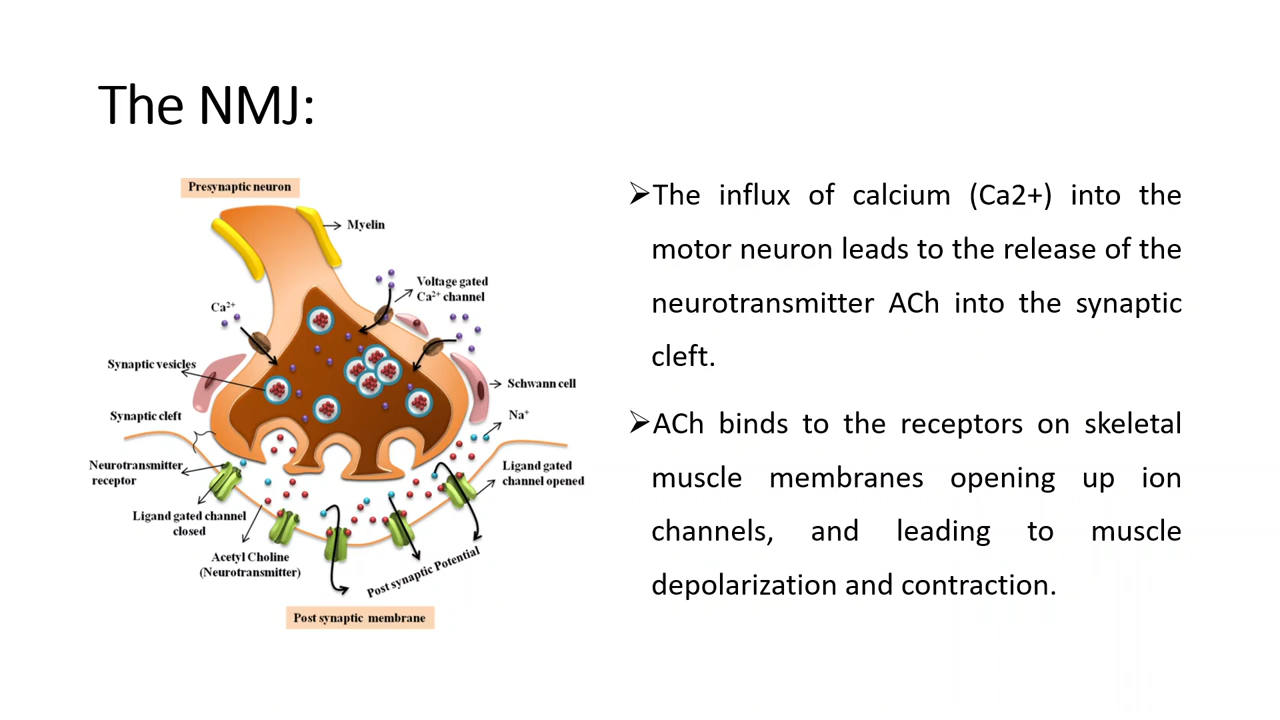 The NMJ:
Presynaptic neuron
Myelin
Voltage gated
Ca²⁺ channel
Ca²⁺
Synaptic vesicles
Schwann cell
Synaptic cleft
Na⁺
Neurotransmitter
receptor
Ligand gated
channel opened
Ligand gated channel
closed
Acetyl Choline
(Neurotransmitter)
Post synaptic Potential
Post synaptic membrane
➢The influx of calcium (Ca2+) into the
motor neuron leads to the release of the
neurotransmitter ACh into the synaptic
cleft.
➢ACh binds to the receptors on skeletal
muscle membranes opening up ion
channels, and leading to muscle
depolarization and contraction.